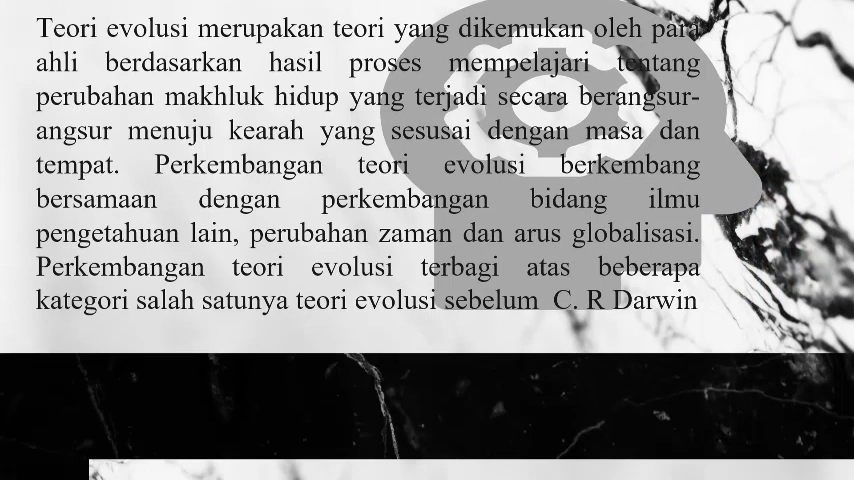 Teori evolusi merupakan teori yang dikemukan oleh para
ahli berdasarkan hasil proses mempelajari tentang
perubahan makhluk hidup yang terjadi secara berangsur-
angsur menuju kearah yang sesusai dengan masa dan
tempat. Perkembangan teori evolusi berkembang
bersamaan dengan perkembangan bidang ilmu
pengetahuan lain, perubahan zaman dan arus globalisasi.
Perkembangan teori evolusi terbagi atas beberapa
kategori salah satunya teori evolusi sebelum C. R Darwin